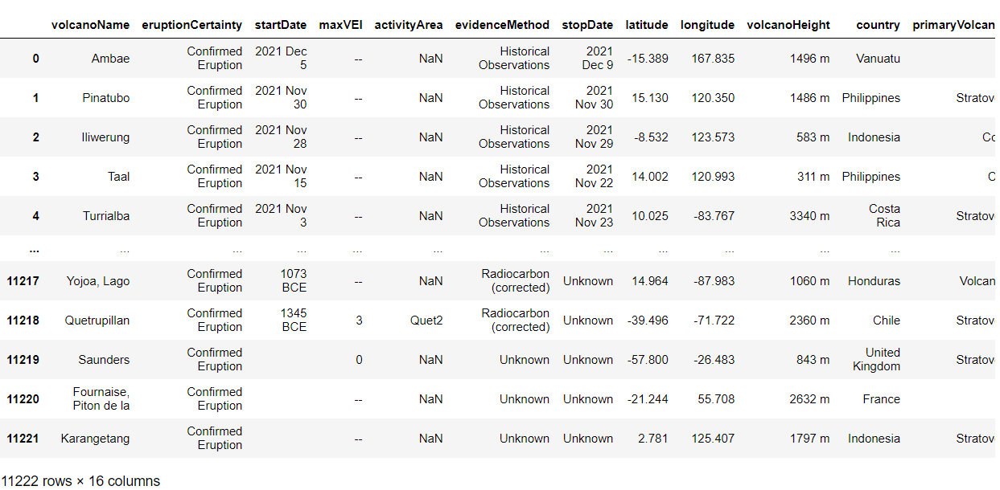 volcanoName eruptionCertainty startDate maxVEI activityArea evidenceMethod stopDate latitude longitude volcanoHeight country primaryVolcan
0 Ambae Confirmed Eruption 2021 Dec 5 -- NaN Historical Observations 2021 Dec 9 -15.389 167.835 1496 m Vanuatu
1 Pinatubo Confirmed Eruption 2021 Nov 30 -- NaN Historical Observations 2021 Nov 30 15.130 120.350 1486 m Philippines Stratov
2 Iliwerung Confirmed Eruption 2021 Nov 28 -- NaN Historical Observations 2021 Nov 29 -8.532 123.573 583 m Indonesia Co
3 Taal Confirmed Eruption 2021 Nov 15 -- NaN Historical Observations 2021 Nov 22 14.002 120.993 311 m Philippines C
4 Turrialba Confirmed Eruption 2021 Nov 3 -- NaN Historical Observations 2021 Nov 23 10.025 -83.767 3340 m Costa Rica Stratov
... ... ... ... ... ... ... ... ... ... ... ...
11217 Yojoa, Lago Confirmed Eruption 1073 BCE -- NaN Radiocarbon (corrected) Unknown 14.964 -87.983 1060 m Honduras Volcan
11218 Quetrupillan Confirmed Eruption 1345 BCE 3 Quet2 Radiocarbon (corrected) Unknown -39.496 -71.722 2360 m Chile Stratov
11219 Saunders Confirmed Eruption 0 NaN Unknown Unknown -57.800 -26.483 843 m United Kingdom Stratov
11220 Fournaise, Piton de la Confirmed Eruption -- NaN Unknown Unknown -21.244 55.708 2632 m France
11221 Karangetang Confirmed Eruption -- NaN Unknown Unknown 2.781 125.407 1797 m Indonesia Stratov
11222 rows × 16 columns